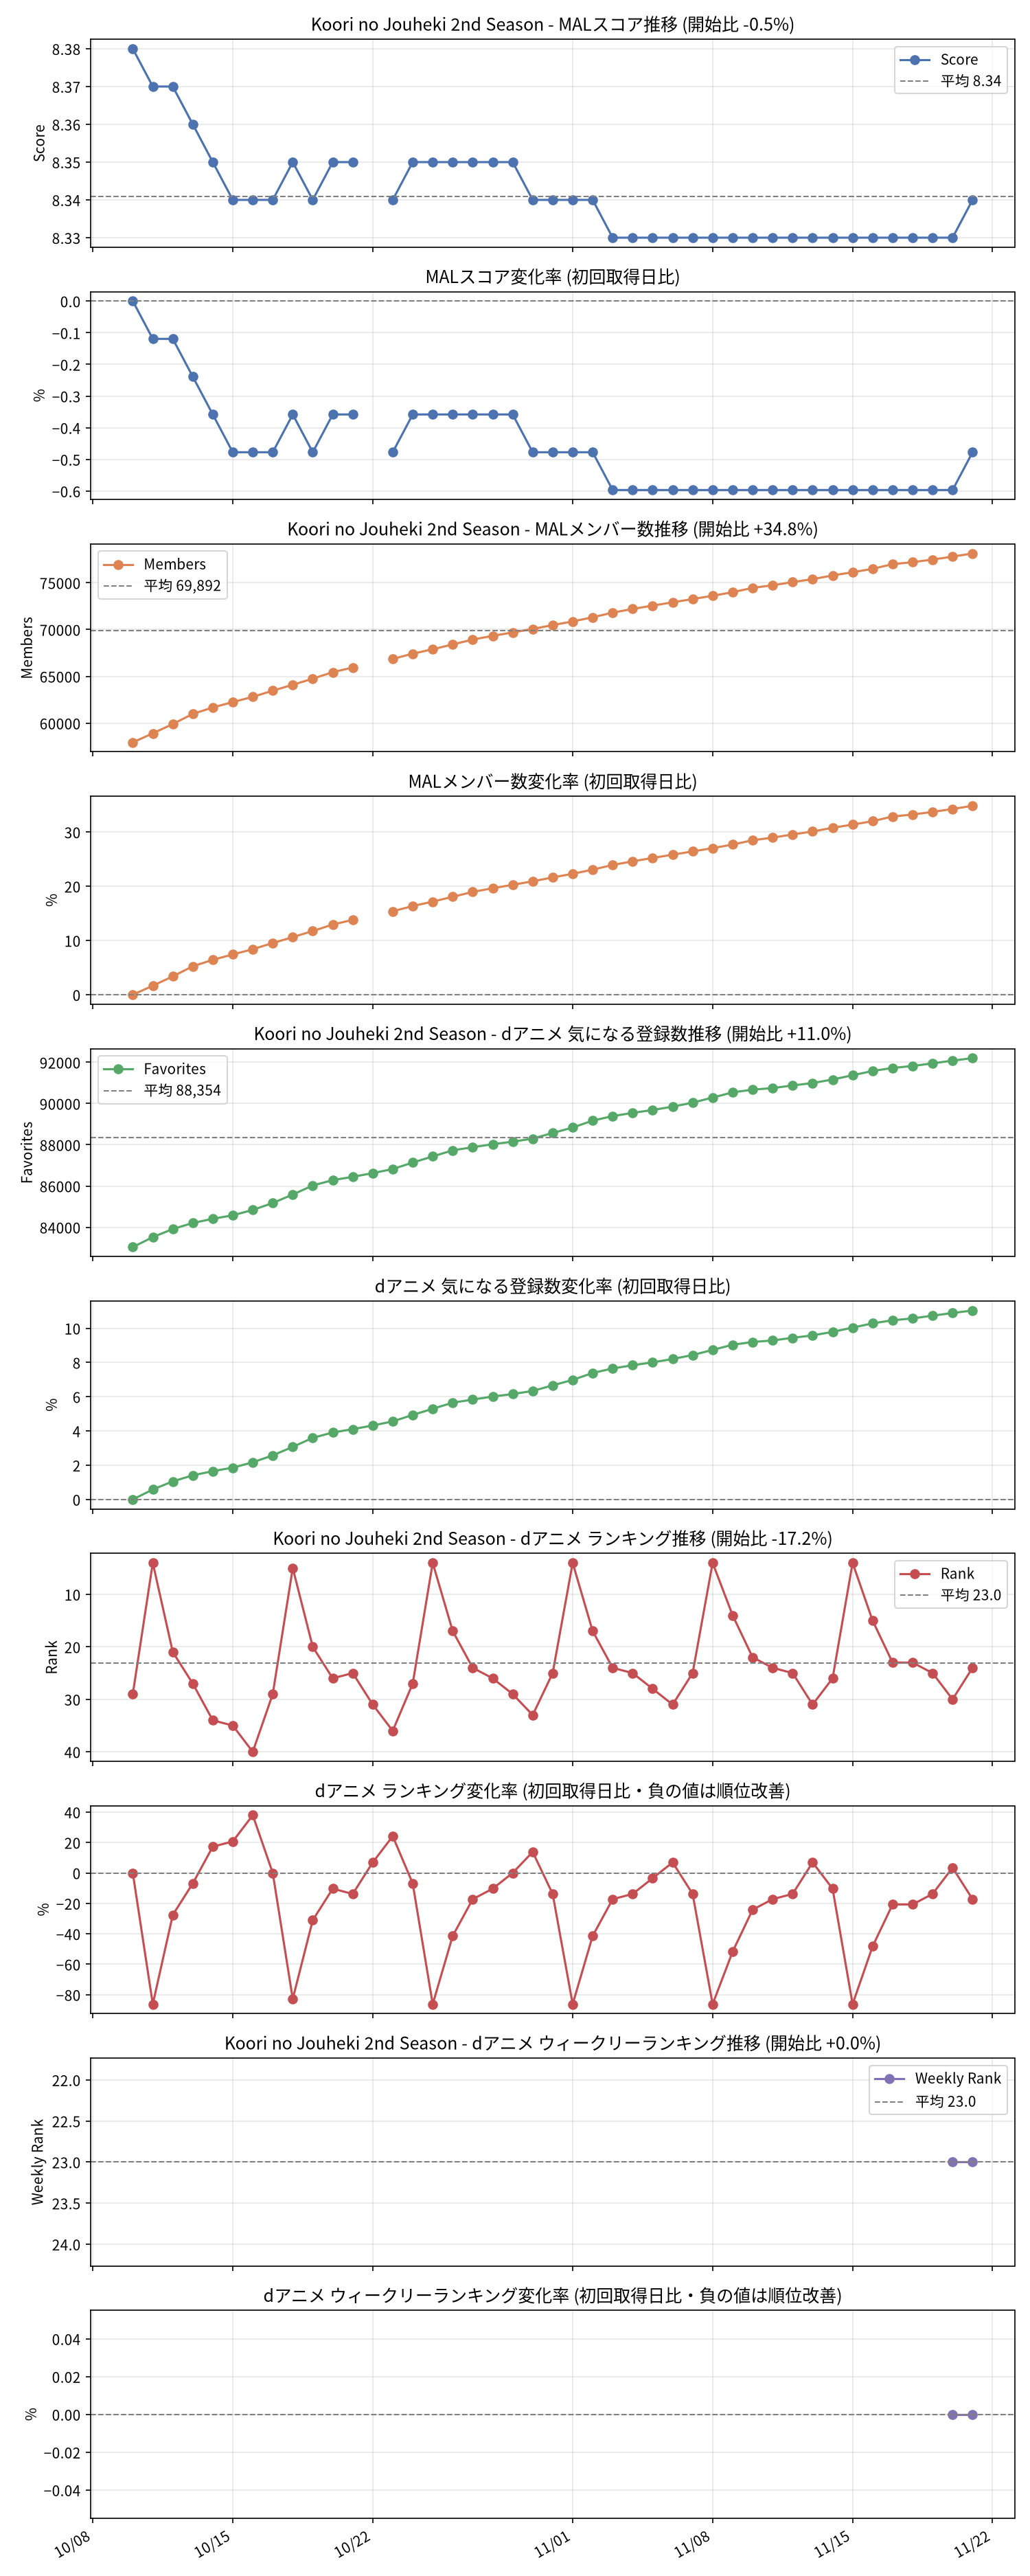 Koori no Jouheki 2nd Season - MALスコア推移 (開始比 -0.5%)
Score
8.38
8.37
8.36
8.35
8.34
8.33
Score
平均 8.34
MALスコア変化率 (初回取得日比)
%
0.0
−0.1
−0.2
−0.3
−0.4
−0.5
−0.6
Koori no Jouheki 2nd Season - MALメンバー数推移 (開始比 +34.8%)
Members
75000
70000
65000
60000
Members
平均 69,892
MALメンバー数変化率 (初回取得日比)
%
30
20
10
0
Koori no Jouheki 2nd Season - dアニメ 気になる登録数推移 (開始比 +11.0%)
Favorites
92000
90000
88000
86000
84000
Favorites
平均 88,354
dアニメ 気になる登録数変化率 (初回取得日比)
%
10
8
6
4
2
0
Koori no Jouheki 2nd Season - dアニメ ランキング推移 (開始比 -17.2%)
Rank
10
20
30
40
Rank
平均 23.0
dアニメ ランキング変化率 (初回取得日比・負の値は順位改善)
%
40
20
0
−20
−40
−60
−80
Koori no Jouheki 2nd Season - dアニメ ウィークリーランキング推移 (開始比 +0.0%)
Weekly Rank
22.0
22.5
23.0
23.5
24.0
Weekly Rank
平均 23.0
dアニメ ウィークリーランキング変化率 (初回取得日比・負の値は順位改善)
%
0.04
0.02
0.00
−0.02
−0.04
10/08
10/15
10/22
11/01
11/08
11/15
11/22